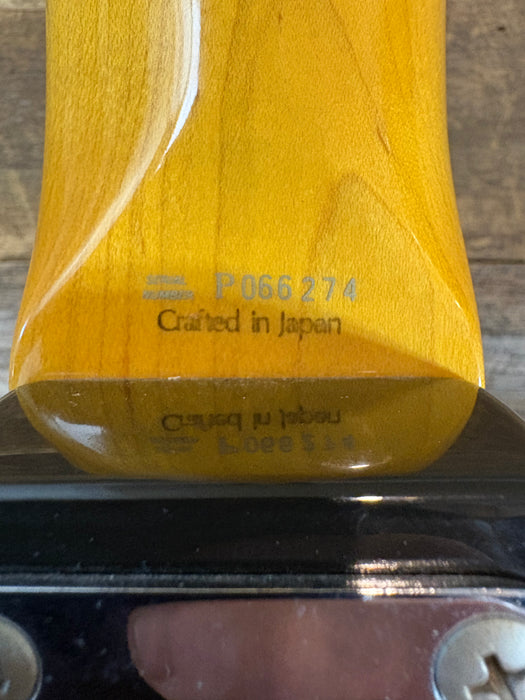 SERIAL
NUMBER P066274
Crafted in Japan